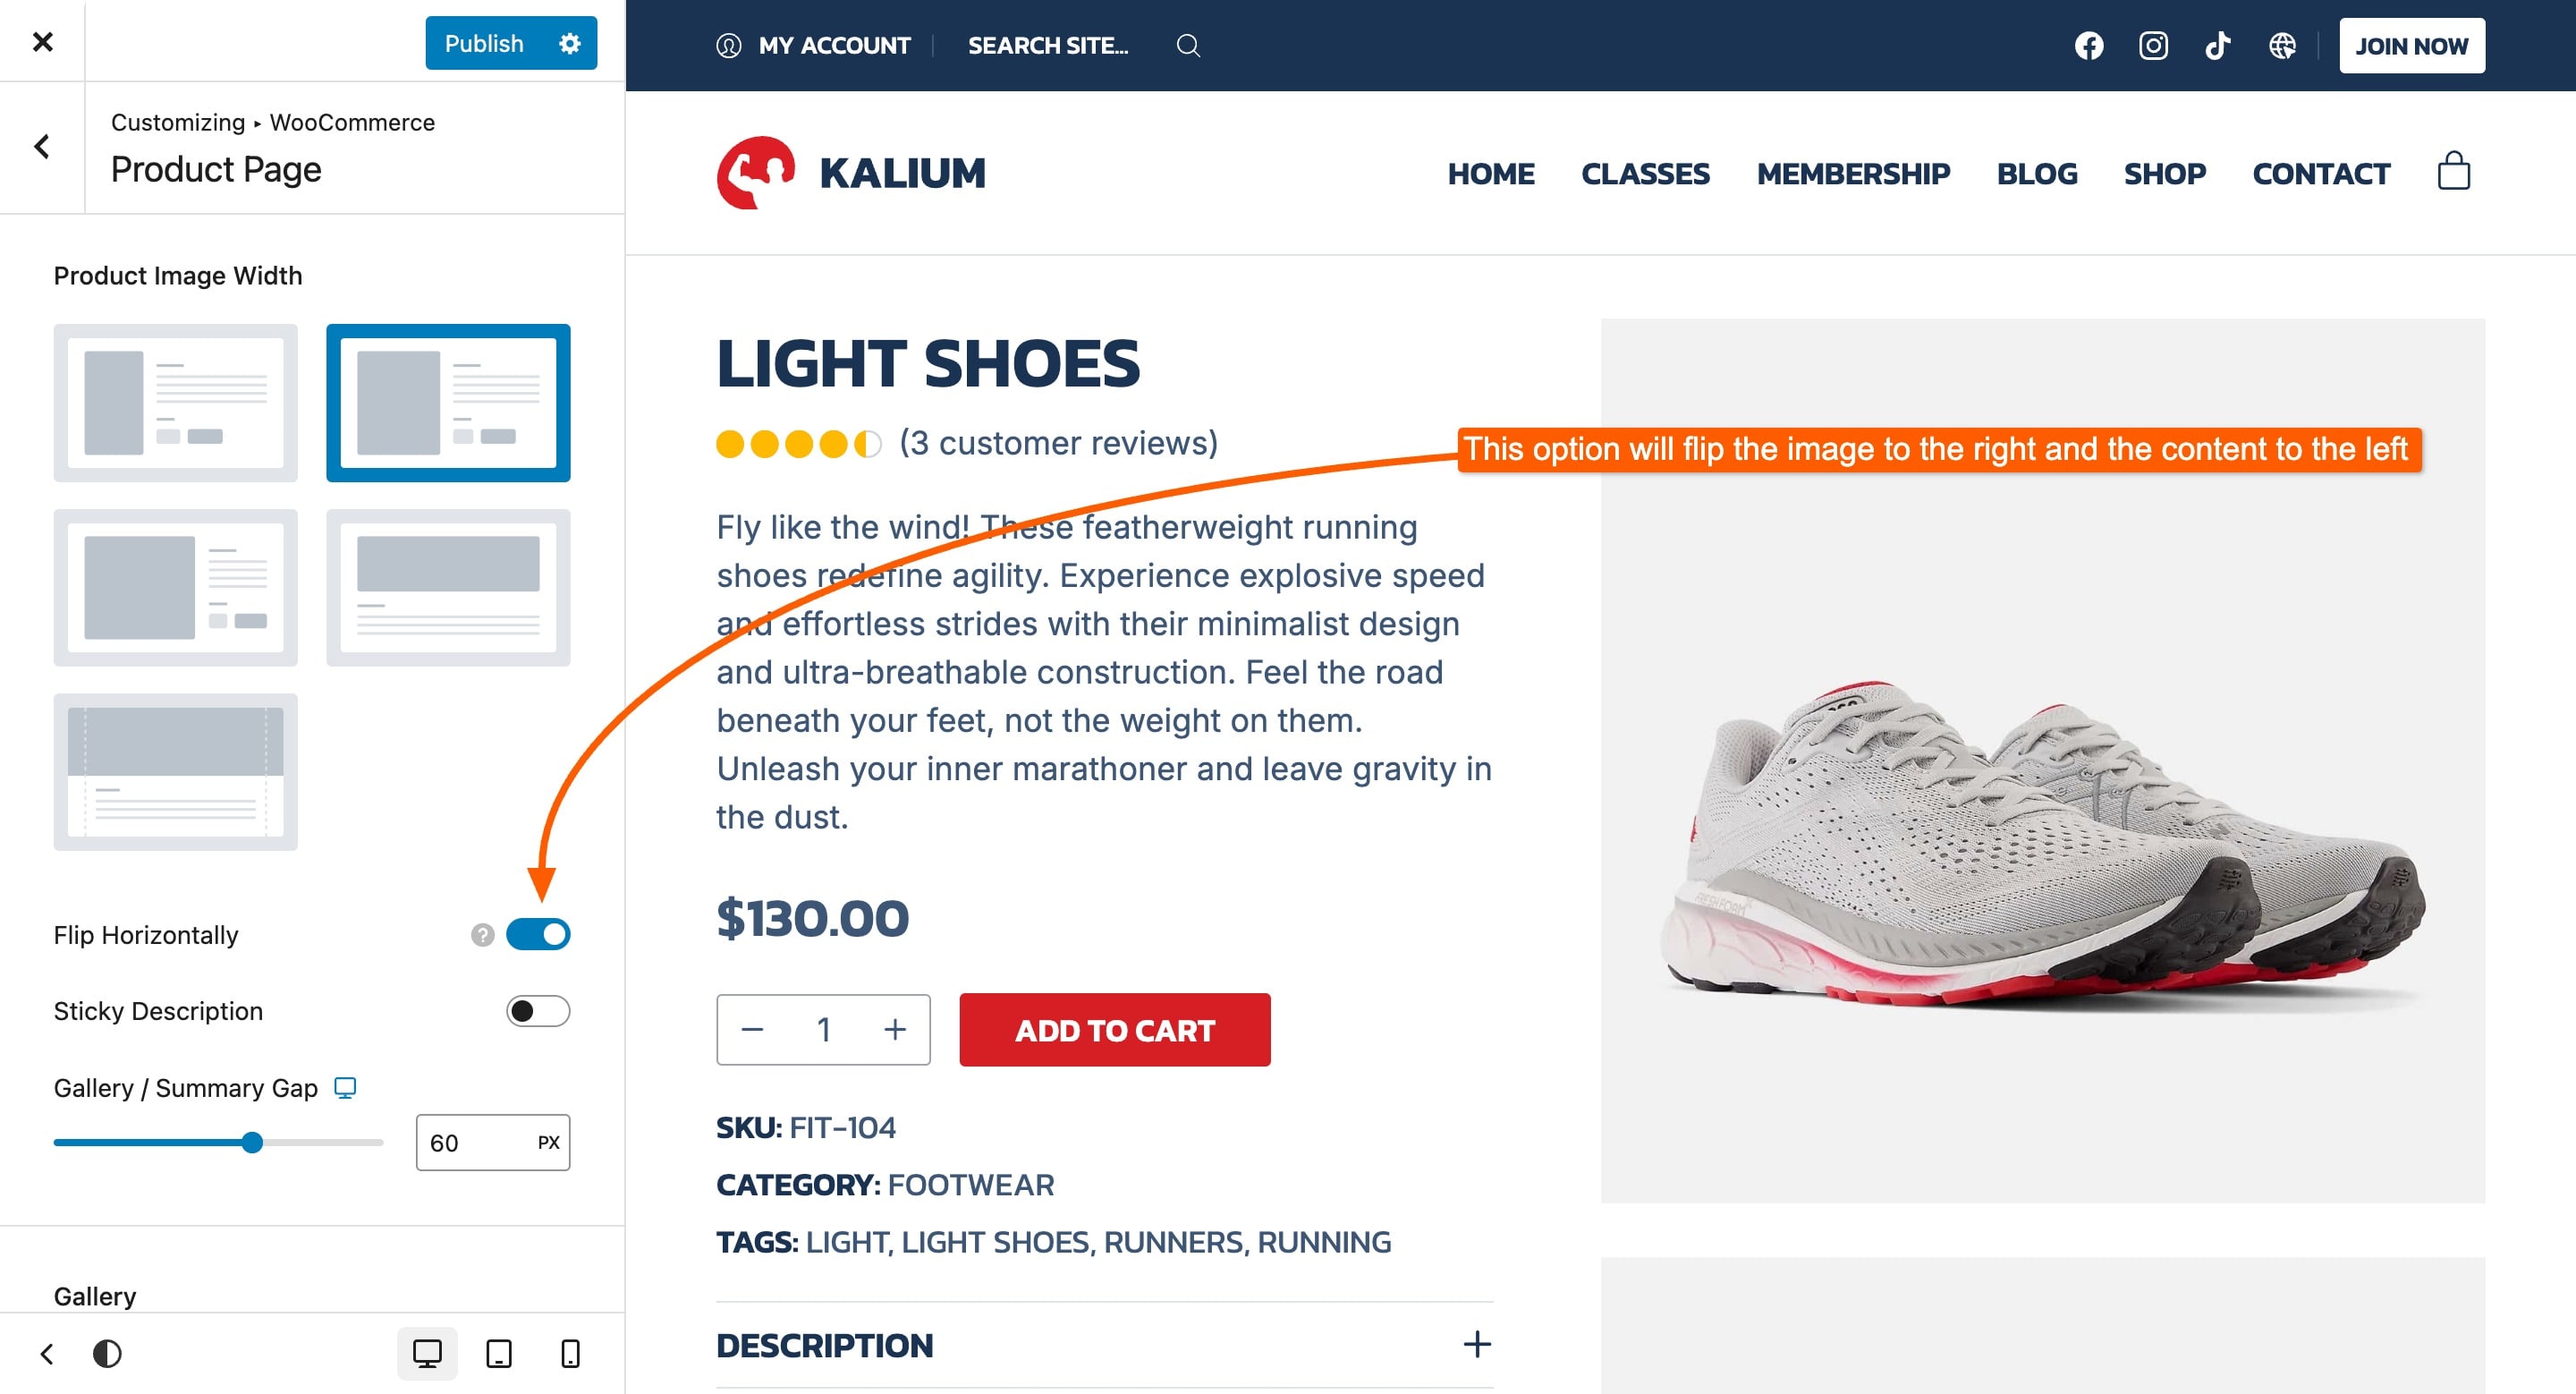 Publish
Customizing ▸ WooCommerce
Product Page
Product Image Width
Flip Horizontally
?
Sticky Description
Gallery / Summary Gap
60 PX
Gallery
MY ACCOUNT
SEARCH SITE...
JOIN NOW
KALIUM
HOME CLASSES MEMBERSHIP BLOG SHOP CONTACT
LIGHT SHOES
(3 customer reviews)
This option will flip the image to the right and the content to the left
Fly like the wind! These featherweight running
shoes redefine agility. Experience explosive speed
and effortless strides with their minimalist design
and ultra-breathable construction. Feel the road
beneath your feet, not the weight on them.
Unleash your inner marathoner and leave gravity in
the dust.
$130.00
− 1 +
ADD TO CART
SKU: FIT-104
CATEGORY: FOOTWEAR
TAGS: LIGHT, LIGHT SHOES, RUNNERS, RUNNING
DESCRIPTION +
FRESH FOAM